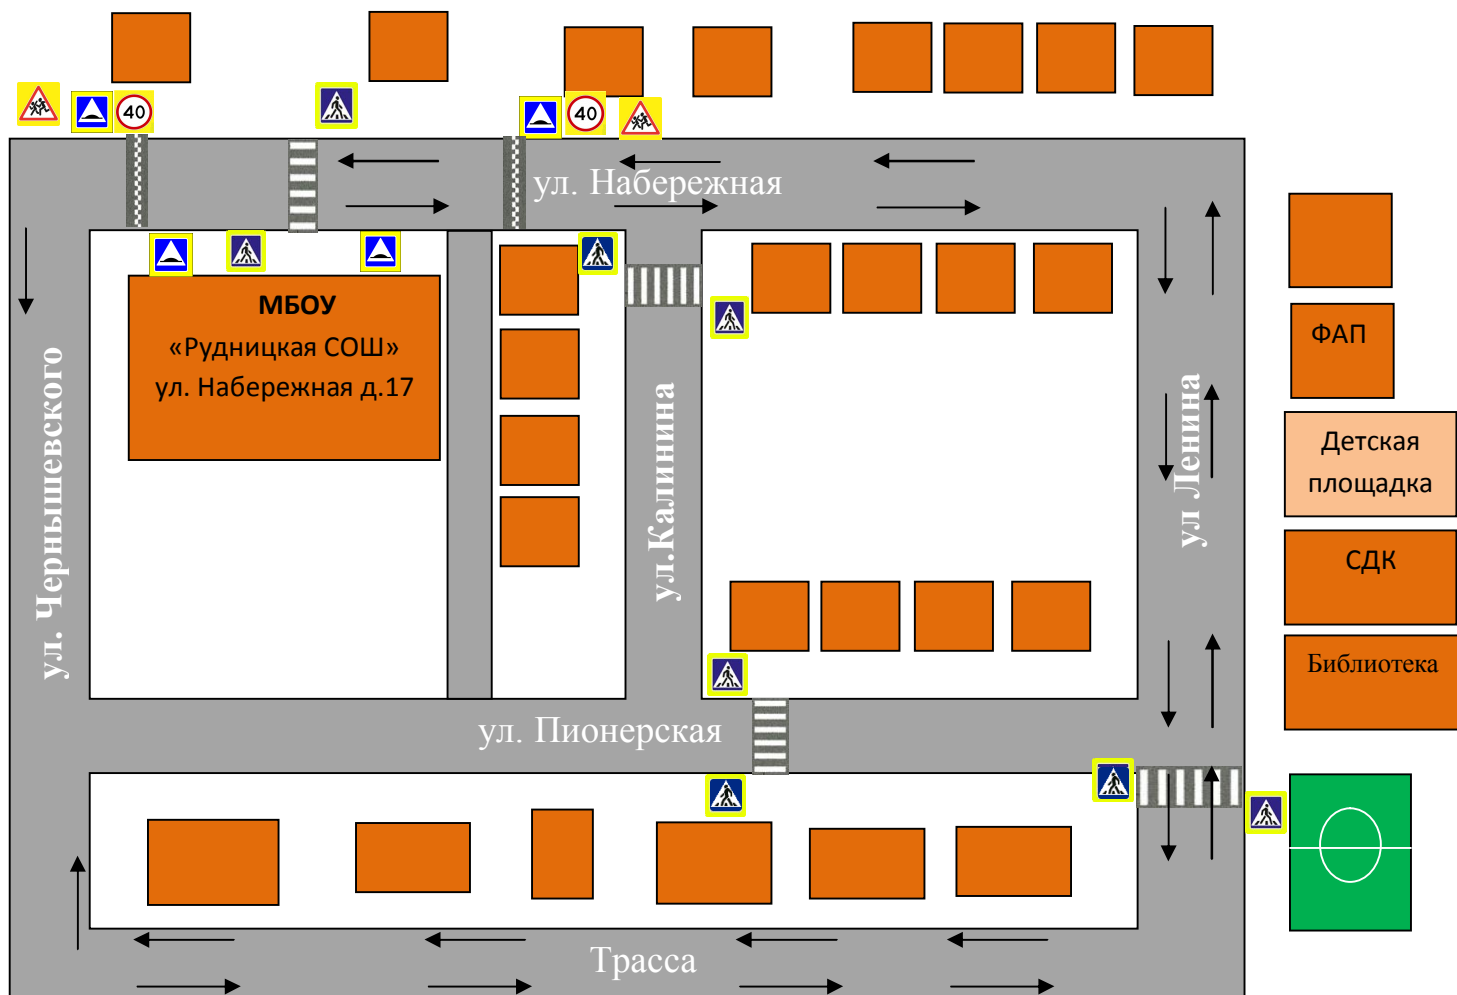 40
40
ул. Набережная
МБОУ
«Рудницкая СОШ»
ул. Набережная д.17
ул. Чернышевского
ул.Калинина
ул Ленина
ФАП
Детская
площадка
СДК
Библиотека
ул. Пионерская
Трасса